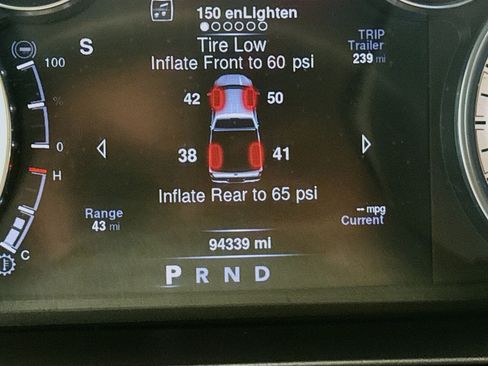 150 enLighten
S
Tire Low
TRIP
Trailer
Inflate Front to 60 psi
239 mi
100
%
42
50
0
38
41
H
Inflate Rear to 65 psi
Range
43 mi
-- mpg
Current
94339 mi
C
P R N D